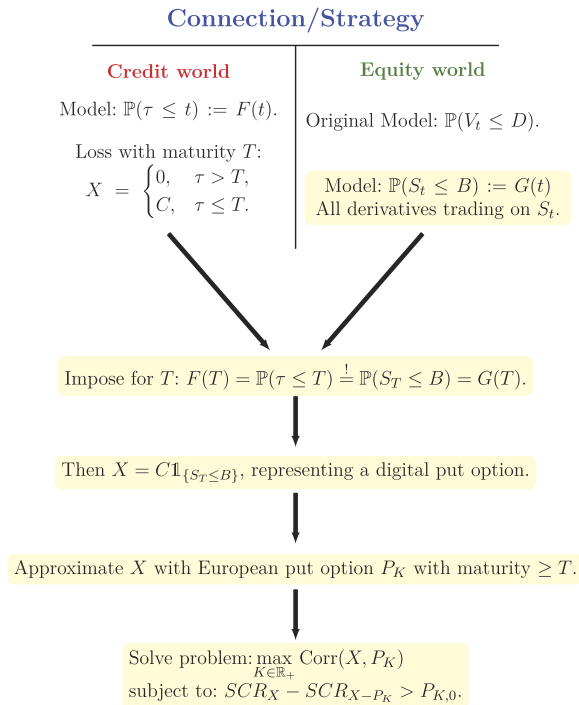 Connection/Strategy
Credit world
Model: ℙ(τ ≤ t) := F(t).
Loss with maturity T:
X = { 0, τ > T,
C, τ ≤ T.
Equity world
Original Model: ℙ(V_t ≤ D).
Model: ℙ(S_t ≤ B) := G(t)
All derivatives trading on S_t.
Impose for T: F(T) = ℙ(τ ≤ T) =! ℙ(S_T ≤ B) = G(T).
Then X = C𝟙_{S_T≤B}, representing a digital put option.
Approximate X with European put option P_K with maturity ≥ T.
Solve problem: max Corr(X, P_K)
K∈ℝ₊
subject to: SCR_X − SCR_{X−P_K} > P_{K,0}.